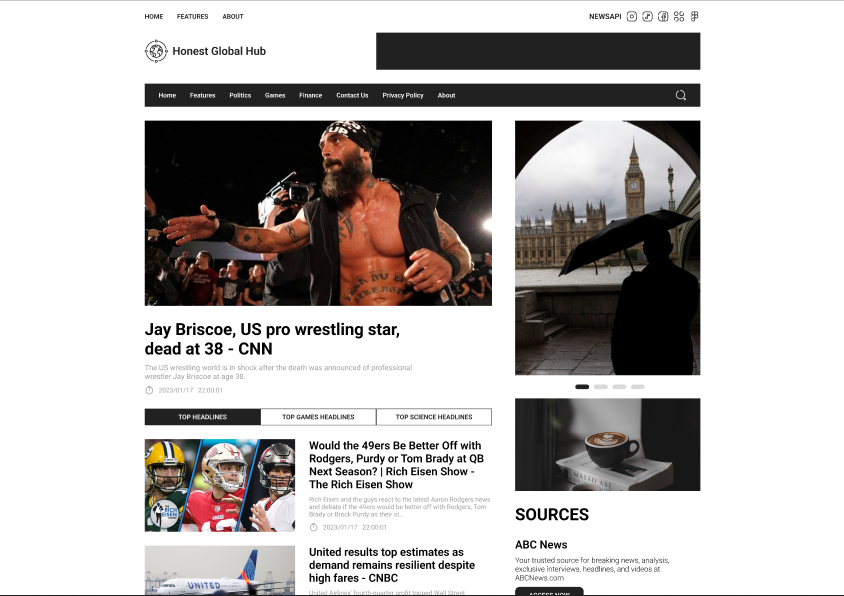 HOME FEATURES ABOUT
NEWSAPI
Honest Global Hub
Home Features Politics Games Finance Contact Us Privacy Policy About
UP
Jay Briscoe, US pro wrestling star,
dead at 38 - CNN
The US wrestling world is in shock after the death was announced of professional
wrestler Jay Briscoe at age 38.
2023/01/17 22:00:01
TOP HEADLINES TOP GAMES HEADLINES TOP SCIENCE HEADLINES
THE
RICH
EISEN
SHOW
Would the 49ers Be Better Off with
Rodgers, Purdy or Tom Brady at QB
Next Season? | Rich Eisen Show -
The Rich Eisen Show
Rich Eisen and the guys react to the latest Aaron Rodgers news
and debate if the 49ers would be better off with Rodgers, Tom
Brady or Brock Purdy as their st...
2023/01/17 22:00:01
UNITED
United results top estimates as
demand remains resilient despite
high fares - CNBC
United Airlines' fourth-quarter profit topped Wall Street
SOURCES
ABC News
Your trusted source for breaking news, analysis,
exclusive interviews, headlines, and videos at
ABCNews.com
ACCESS NOW